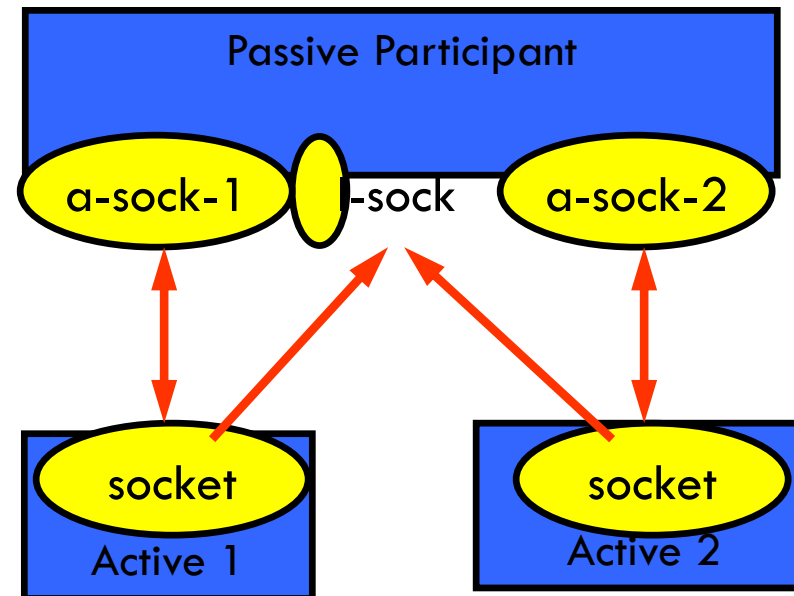 Passive Participant
a-sock-1
l-sock
a-sock-2
socket
socket
Active 1
Active 2